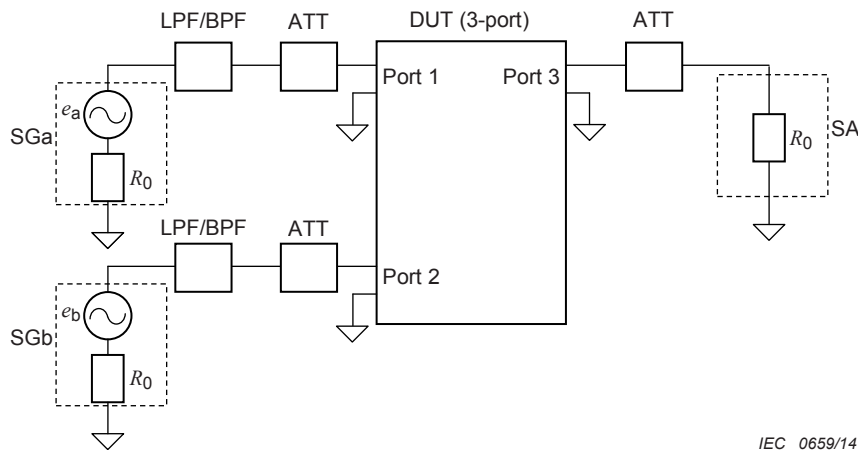 LPF/BPF
ATT
DUT (3-port)
ATT
Port 1
Port 3
SGa
ea
R0
R0
SA
LPF/BPF
ATT
Port 2
SGb
eb
R0
IEC 0659/14